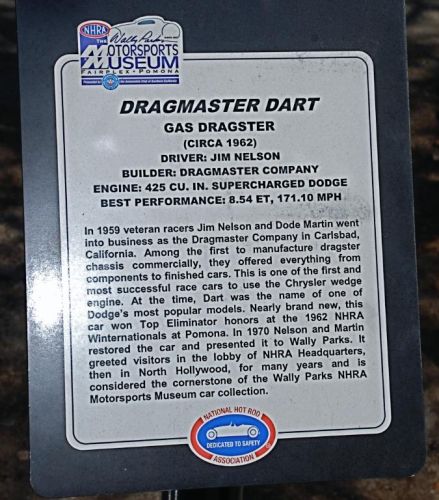 NHRA
Wally Parks
THE MOTORSPORTS
MUSEUM
FAIRPLEX • POMONA
DRAGMASTER DART
GAS DRAGSTER
(CIRCA 1962)
DRIVER: JIM NELSON
BUILDER: DRAGMASTER COMPANY
ENGINE: 425 CU. IN. SUPERCHARGED DODGE
BEST PERFORMANCE: 8.54 ET, 171.10 MPH
In 1959 veteran racers Jim Nelson and Dode Martin went
into business as the Dragmaster Company in Carlsbad,
California. Among the first to manufacture dragster
chassis commercially, they offered everything from
components to finished cars. This is one of the first and
most successful race cars to use the Chrysler wedge
engine. At the time, Dart was the name of one of
Dodge's most popular models. Nearly brand new, this
car won Top Eliminator honors at the 1962 NHRA
Winternationals at Pomona. In 1970 Nelson and Martin
restored the car and presented it to Wally Parks. It
greeted visitors in the lobby of NHRA Headquarters,
then in North Hollywood, for many years and is
considered the cornerstone of the Wally Parks NHRA
Motorsports Museum car collection.
NATIONAL HOT ROD
DEDICATED TO SAFETY
ASSOCIATION